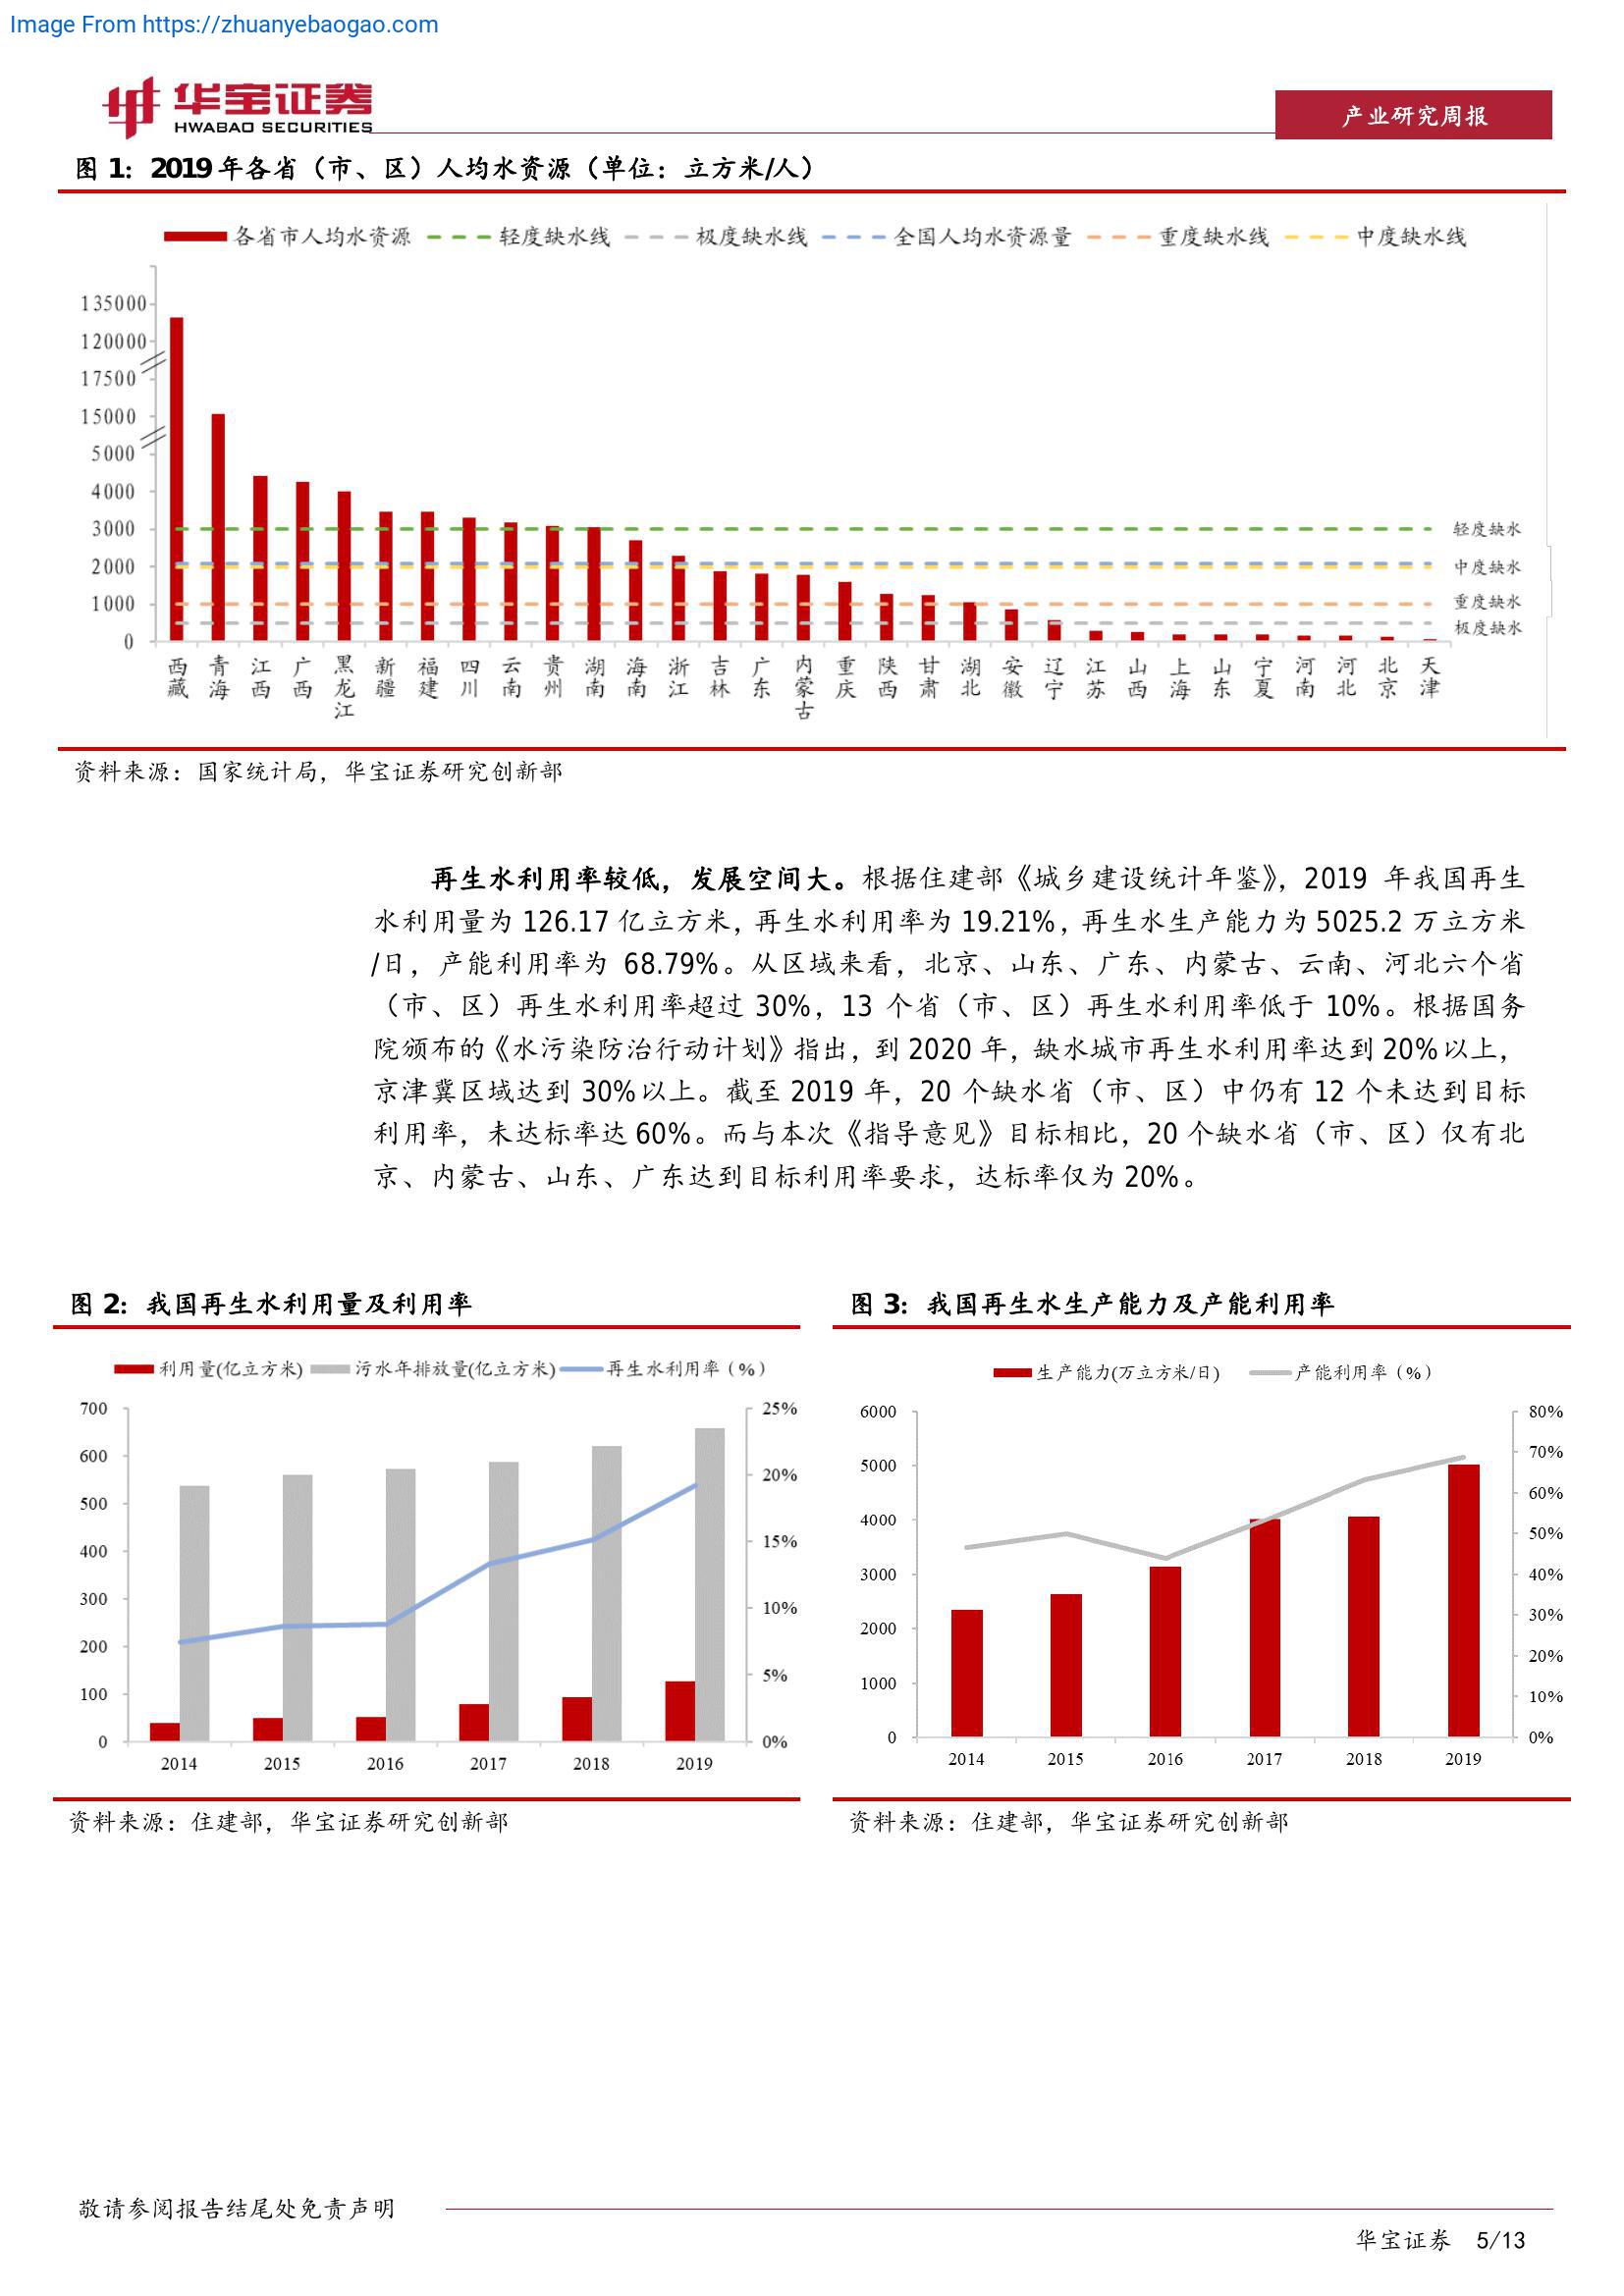 Image From https://zhuanyebaogao.com
华宝证券
HWABAO SECURITIES
产业研究周报
图 1：2019 年各省（市、区）人均水资源（单位：立方米/人）
各省市人均水资源 轻度缺水线 极度缺水线 全国人均水资源量 重度缺水线 中度缺水线
135000
120000
17500
15000
5000
4000
3000
2000
1000
0
轻度缺水
中度缺水
重度缺水
极度缺水
西藏 青海 江西 广西 黑龙江 新疆 福建 四川 云南 贵州 湖南 海南 浙江 吉林 广东 内蒙古 重庆 陕西 甘肃 湖北 安徽 辽宁 江苏 山西 上海 山东 宁夏 河南 河北 北京 天津
资料来源：国家统计局，华宝证券研究创新部
再生水利用率较低，发展空间大。根据住建部《城乡建设统计年鉴》，2019 年我国再生
水利用量为 126.17 亿立方米，再生水利用率为 19.21%，再生水生产能力为 5025.2 万立方米
/日，产能利用率为 68.79%。从区域来看，北京、山东、广东、内蒙古、云南、河北六个省
（市、区）再生水利用率超过 30%，13 个省（市、区）再生水利用率低于 10%。根据国务
院颁布的《水污染防治行动计划》指出，到 2020 年，缺水城市再生水利用率达到 20%以上，
京津冀区域达到 30%以上。截至 2019 年，20 个缺水省（市、区）中仍有 12 个未达到目标
利用率，未达标率达 60%。而与本次《指导意见》目标相比，20 个缺水省（市、区）仅有北
京、内蒙古、山东、广东达到目标利用率要求，达标率仅为 20%。
图 2：我国再生水利用量及利用率
利用量(亿立方米) 污水年排放量(亿立方米) 再生水利用率（%）
700
600
500
400
300
200
100
0
25%
20%
15%
10%
5%
0%
2014 2015 2016 2017 2018 2019
资料来源：住建部，华宝证券研究创新部
图 3：我国再生水生产能力及产能利用率
生产能力(万立方米/日) 产能利用率（%）
6000
5000
4000
3000
2000
1000
0
80%
70%
60%
50%
40%
30%
20%
10%
0%
2014 2015 2016 2017 2018 2019
资料来源：住建部，华宝证券研究创新部
敬请参阅报告结尾处免责声明
华宝证券 5/13